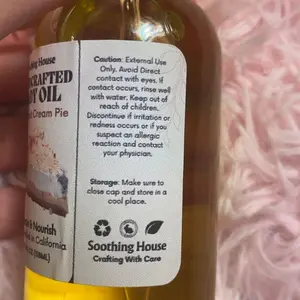 Soothing House
CRAFTED
DY OIL
Cream Pie
& Nourish
in California
Caution: External Use
Only. Avoid Direct
contact with eyes. If
contact occurs, rinse well
with water. Keep out of
reach of children.
Discontinue if irritation or
redness occurs or if you
suspect an allergic
reaction and contact
your physician.
Storage: Make sure to
close cap and store in a
cool place.
Soothing House
Crafting With Care